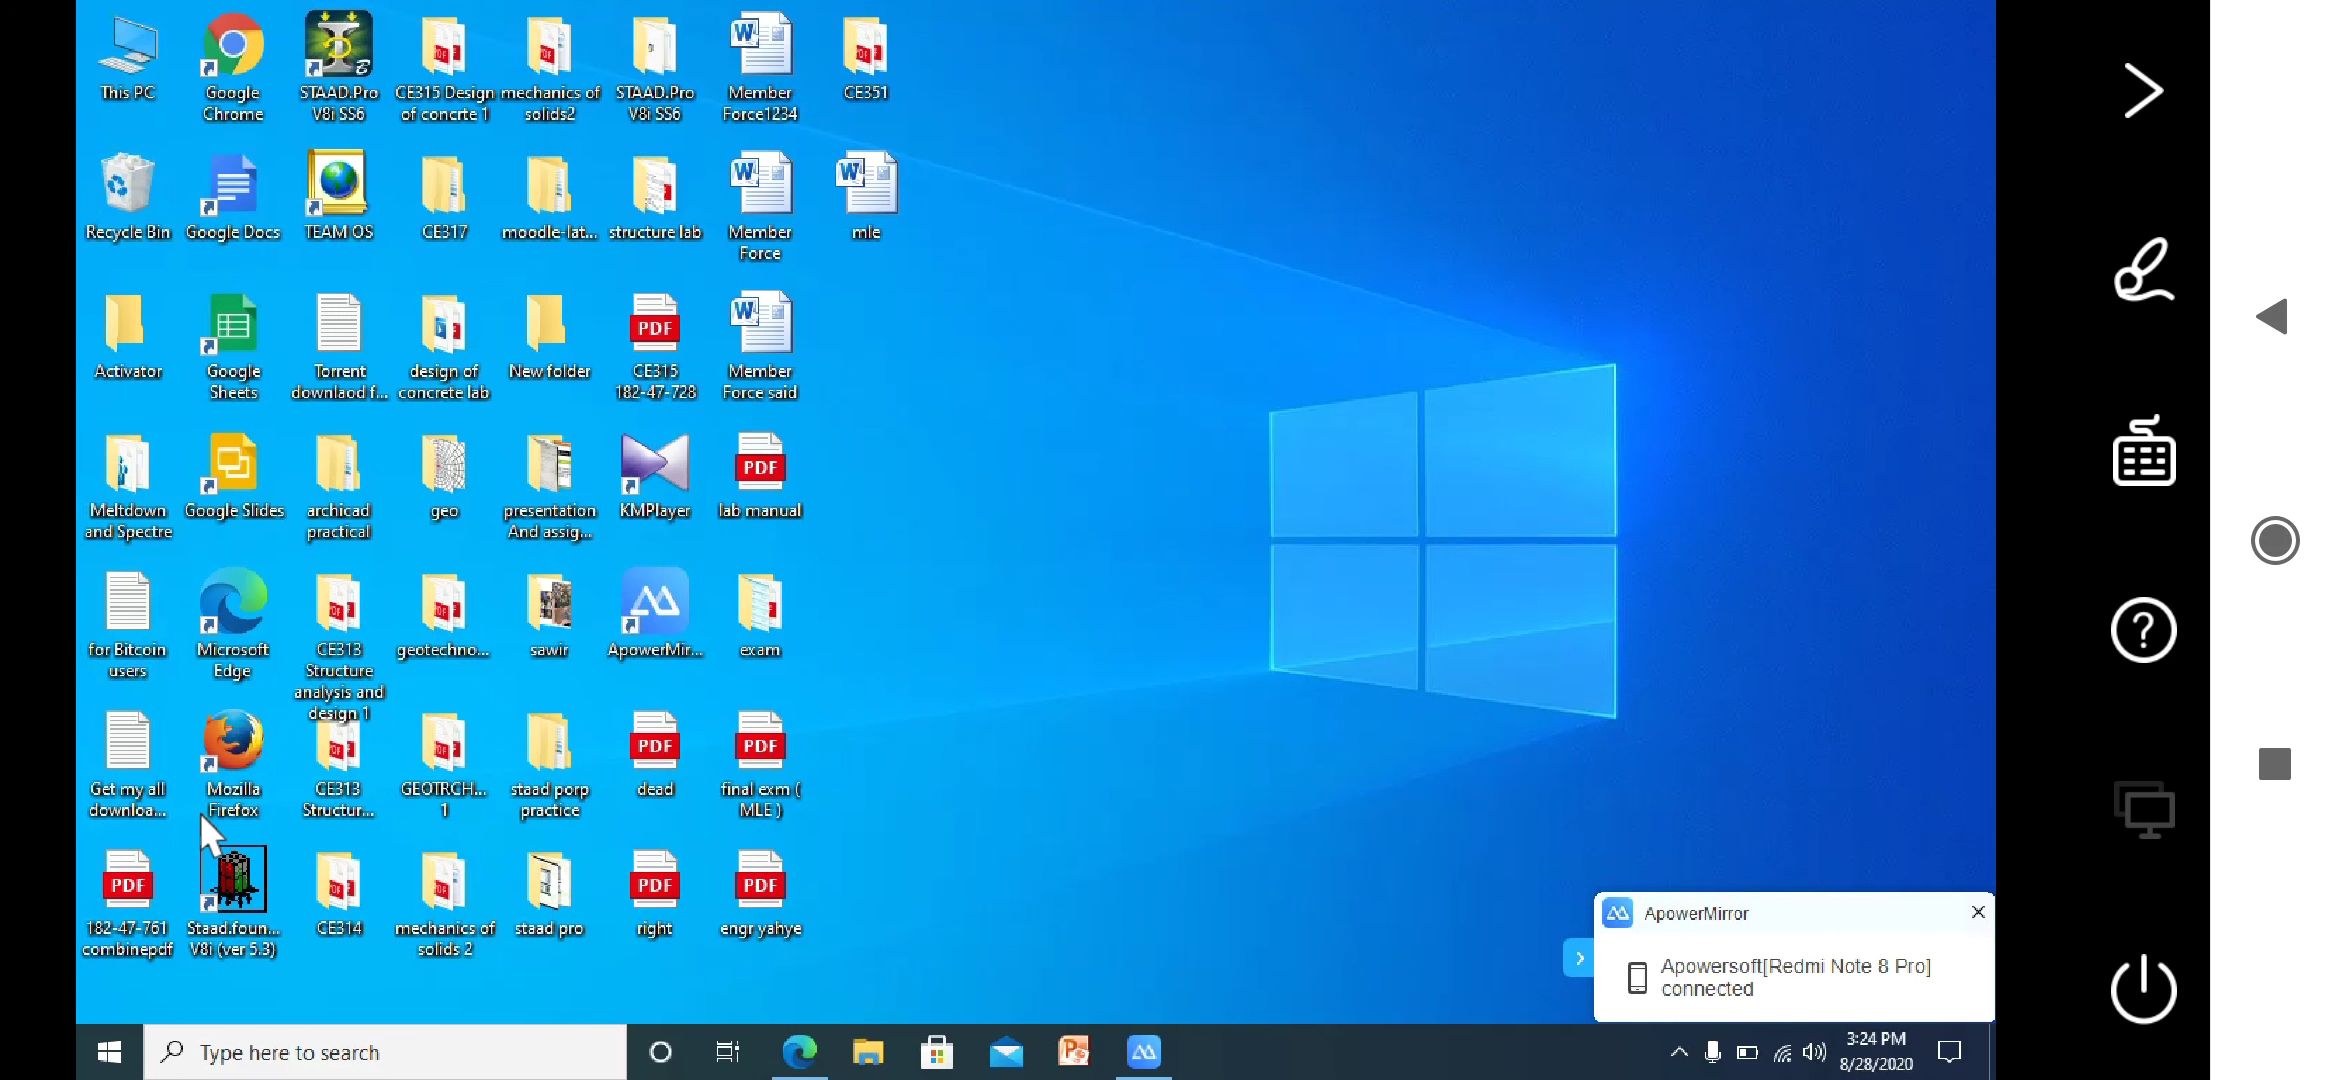 This PC
Google
Chrome
STAAD.Pro
V8i SS6
CE315 Design
of concrte 1
mechanics of
solids2
STAAD.Pro
V8i SS6
Member
Force1234
CE351
Recycle Bin
Google Docs
TEAM OS
CE317
moodle-lat...
structure lab
Member
Force
mle
Activator
Google
Sheets
Torrent
downlaod f...
design of
concrete lab
New folder
PDF
CE315
182-47-728
Member
Force said
Meltdown
and Spectre
Google Slides
archicad
practical
geo
presentation
And assig...
KMPlayer
PDF
lab manual
for Bitcoin
users
Microsoft
Edge
CE313
Structure
analysis and
design 1
geotechno...
sawir
ApowerMir...
exam
Get my all
downloa...
Mozilla
Firefox
CE313
Structur...
GEOTRCH...
1
staad porp
practice
PDF
dead
PDF
final exm (
MLE )
PDF
182-47-761
combinepdf
Staad.foun...
V8i (ver 5.3)
CE314
mechanics of
solids 2
staad pro
PDF
right
PDF
engr yahye
ApowerMirror
Apowersoft[Redmi Note 8 Pro]
connected
Type here to search
3:24 PM
8/28/2020